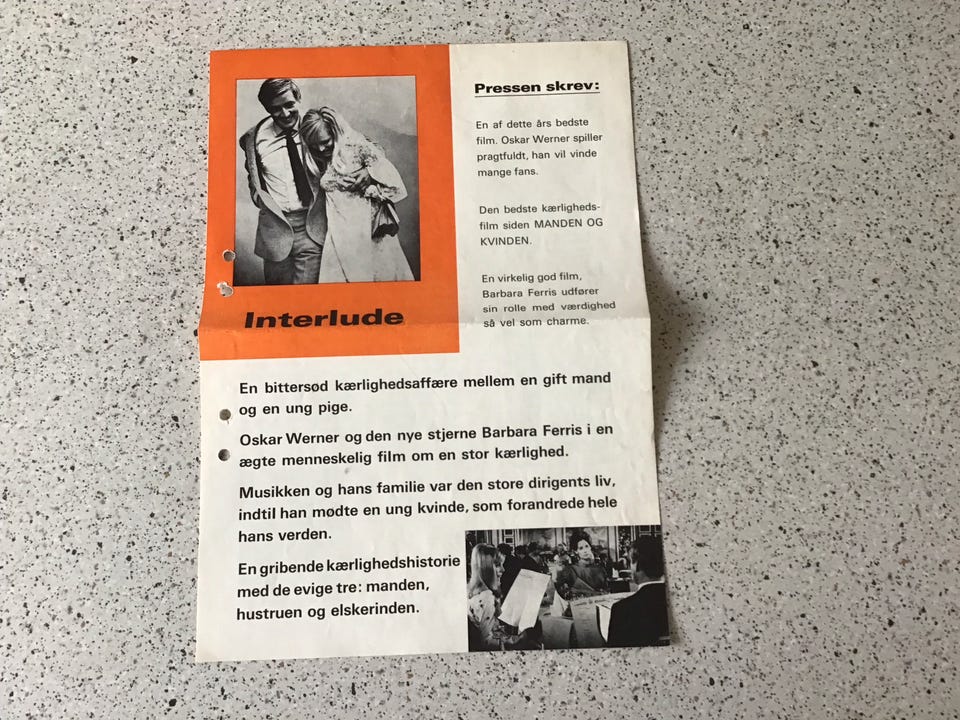 Interlude
Pressen skrev:
En af dette års bedste
film. Oskar Werner spiller
pragtfuldt, han vil vinde
mange fans.
Den bedste kærligheds-
film siden MANDEN OG
KVINDEN.
En virkelig god film,
Barbara Ferris udfører
sin rolle med værdighed
så vel som charme.
En bittersød kærlighedsaffære mellem en gift mand
og en ung pige.
Oskar Werner og den nye stjerne Barbara Ferris i en
ægte menneskelig film om en stor kærlighed.
Musikken og hans familie var den store dirigents liv,
indtil han mødte en ung kvinde, som forandrede hele
hans verden.
En gribende kærlighedshistorie
med de evige tre: manden,
hustruen og elskerinden.